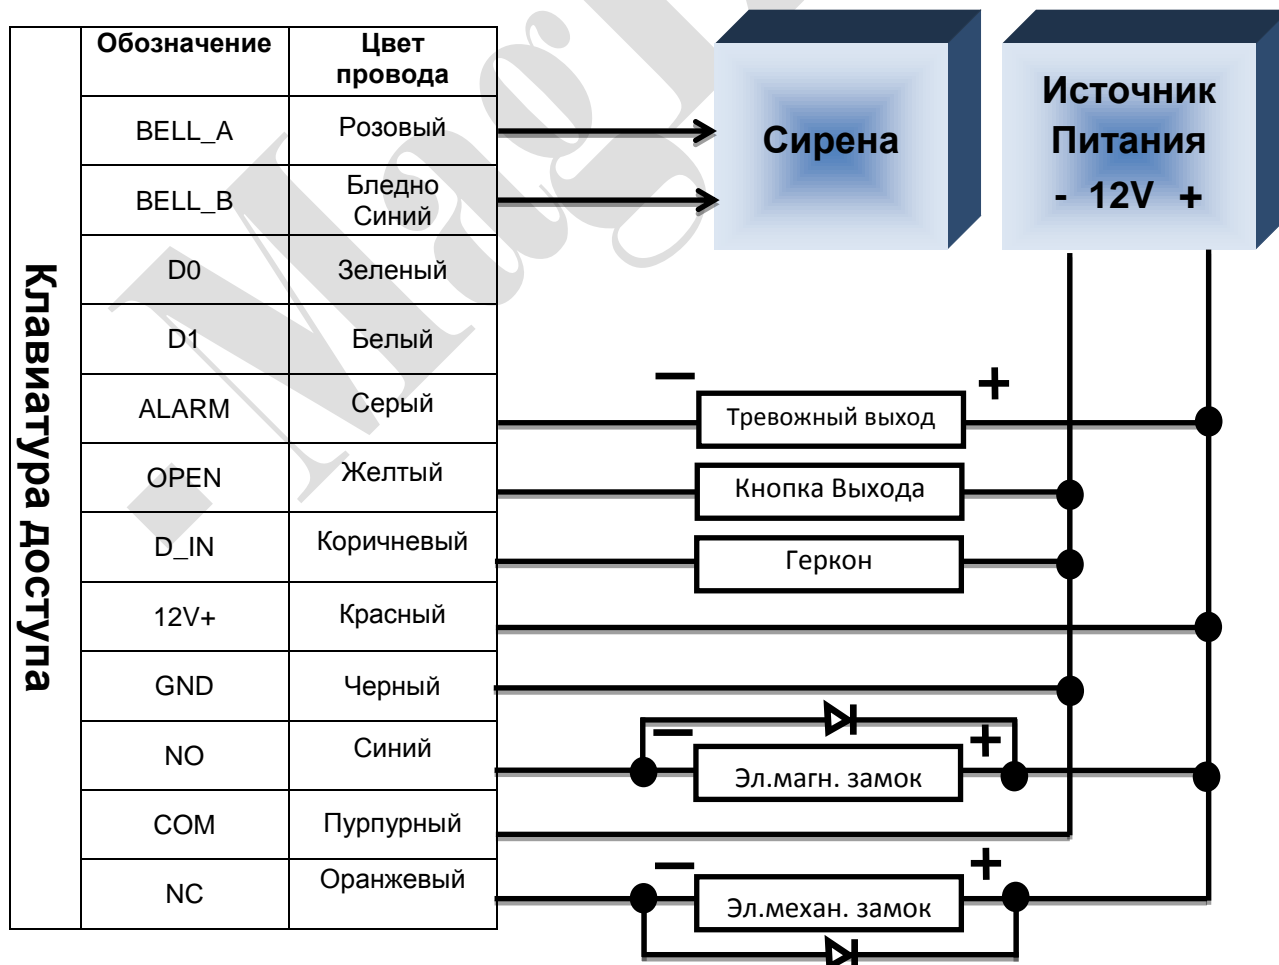 Клавиатура доступа
Обозначение
Цвет
провода
BELL_A
Розовый
BELL_B
Бледно
Синий
D0
Зеленый
D1
Белый
ALARM
Серый
OPEN
Желтый
D_IN
Коричневый
12V+
Красный
GND
Черный
NO
Синий
COM
Пурпурный
NC
Оранжевый
Сирена
Источник
Питания
- 12V +
− +
Тревожный выход
Кнопка Выхода
Геркон
− +
Эл.магн. замок
− +
Эл.механ. замок